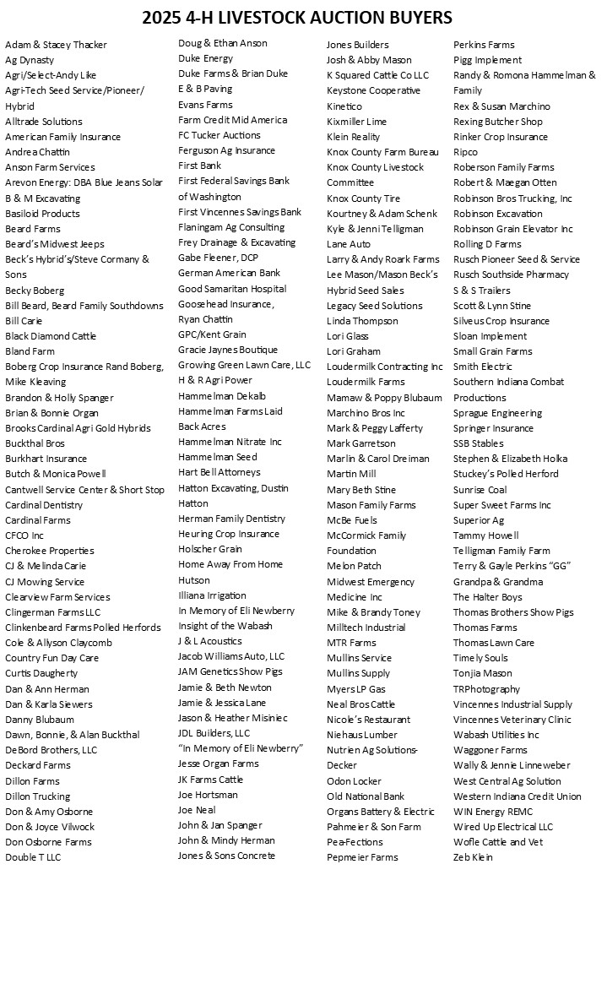 2025 4-H LIVESTOCK AUCTION BUYERS
Adam & Stacey Thacker
Ag Dynasty
Agri/Select-Andy Like
Agri-Tech Seed Service/Pioneer/
Hybrid
Alltrade Solutions
American Family Insurance
Andrea Chattin
Anson Farm Services
Arevon Energy: DBA Blue Jeans Solar
B & M Excavating
Basiloid Products
Beard Farms
Beard's Midwest Jeeps
Beck's Hybrid's/Steve Cormany &
Sons
Becky Boberg
Bill Beard, Beard Family Southdowns
Bill Carie
Black Diamond Cattle
Bland Farm
Boberg Crop Insurance Rand Boberg,
Mike Kleaving
Brandon & Holly Spanger
Brian & Bonnie Organ
Brooks Cardinal Agri Gold Hybrids
Buckthal Bros
Burkhart Insurance
Butch & Monica Powell
Cantwell Service Center & Short Stop
Cardinal Dentistry
Cardinal Farms
CFCO Inc
Cherokee Properties
CJ & Melinda Carie
CJ Mowing Service
Clearview Farm Services
Clingerman Farms LLC
Clinkenbeard Farms Polled Herfords
Cole & Allyson Claycomb
Country Fun Day Care
Curtis Daugherty
Dan & Ann Herman
Dan & Karla Siewers
Danny Blubaum
Dawn, Bonnie, & Alan Buckthal
DeBord Brothers, LLC
Deckard Farms
Dillon Farms
Dillon Trucking
Don & Amy Osborne
Don & Joyce Vilwock
Don Osborne Farms
Double T LLC
Doug & Ethan Anson
Duke Energy
Duke Farms & Brian Duke
E & B Paving
Evans Farms
Farm Credit Mid America
FC Tucker Auctions
Ferguson Ag Insurance
First Bank
First Federal Savings Bank
of Washington
First Vincennes Savings Bank
Flaningam Ag Consulting
Frey Drainage & Excavating
Gabe Fleener, DCP
German American Bank
Good Samaritan Hospital
Goosehead Insurance,
Ryan Chattin
GPC/Kent Grain
Gracie Jaynes Boutique
Growing Green Lawn Care, LLC
H & R Agri Power
Hammelman Dekalb
Hammelman Farms Laid
Back Acres
Hammelman Nitrate Inc
Hammelman Seed
Hart Bell Attorneys
Hatton Excavating, Dustin
Hatton
Herman Family Dentistry
Heuring Crop Insurance
Holscher Grain
Home Away From Home
Hutson
Illiana Irrigation
In Memory of Eli Newberry
Insight of the Wabash
J & L Acoustics
Jacob Williams Auto, LLC
JAM Genetics Show Pigs
Jamie & Beth Newton
Jamie & Jessica Lane
Jason & Heather Misiniec
JDL Builders, LLC
"In Memory of Eli Newberry"
Jesse Organ Farms
JK Farms Cattle
Joe Hortsman
Joe Neal
John & Jan Spanger
John & Mindy Herman
Jones & Sons Concrete
Jones Builders
Josh & Abby Mason
K Squared Cattle Co LLC
Keystone Cooperative
Kinetico
Kixmiller Lime
Klein Reality
Knox County Farm Bureau
Knox County Livestock
Committee
Knox County Tire
Kourtney & Adam Schenk
Kyle & Jenni Telligman
Lane Auto
Larry & Andy Roark Farms
Lee Mason/Mason Beck's
Hybrid Seed Sales
Legacy Seed Solutions
Linda Thompson
Lori Glass
Lori Graham
Loudermilk Contracting Inc
Loudermilk Farms
Mamaw & Poppy Blubaum
Marchino Bros Inc
Mark & Peggy Lafferty
Mark Garretson
Marlin & Carol Dreiman
Martin Mill
Mary Beth Stine
Mason Family Farms
McBe Fuels
McCormick Family
Foundation
Melon Patch
Midwest Emergency
Medicine Inc
Mike & Brandy Toney
Milltech Industrial
MTR Farms
Mullins Service
Mullins Supply
Myers LP Gas
Neal Bros Cattle
Nicole's Restaurant
Niehaus Lumber
Nutrien Ag Solutions-
Decker
Odon Locker
Old National Bank
Organs Battery & Electric
Pahmeier & Son Farm
Pea-Fections
Pepmeier Farms
Perkins Farms
Pigg Implement
Randy & Romona Hammelman &
Family
Rex & Susan Marchino
Rexing Butcher Shop
Rinker Crop Insurance
Ripco
Roberson Family Farms
Robert & Maegan Otten
Robinson Bros Trucking, Inc
Robinson Excavation
Robinson Grain Elevator Inc
Rolling D Farms
Rusch Pioneer Seed & Service
Rusch Southside Pharmacy
S & S Trailers
Scott & Lynn Stine
Silveus Crop Insurance
Sloan Implement
Small Grain Farms
Smith Electric
Southern Indiana Combat
Productions
Sprague Engineering
Springer Insurance
SSB Stables
Stephen & Elizabeth Holka
Stuckey's Polled Herford
Sunrise Coal
Super Sweet Farms Inc
Superior Ag
Tammy Howell
Telligman Family Farm
Terry & Gayle Perkins "GG"
Grandpa & Grandma
The Halter Boys
Thomas Brothers Show Pigs
Thomas Farms
Thomas Lawn Care
Timely Souls
Tonjia Mason
TRPhotography
Vincennes Industrial Supply
Vincennes Veterinary Clinic
Wabash Utilities Inc
Waggoner Farms
Wally & Jennie Linneweber
West Central Ag Solution
Western Indiana Credit Union
WIN Energy REMC
Wired Up Electrical LLC
Wofle Cattle and Vet
Zeb Klein